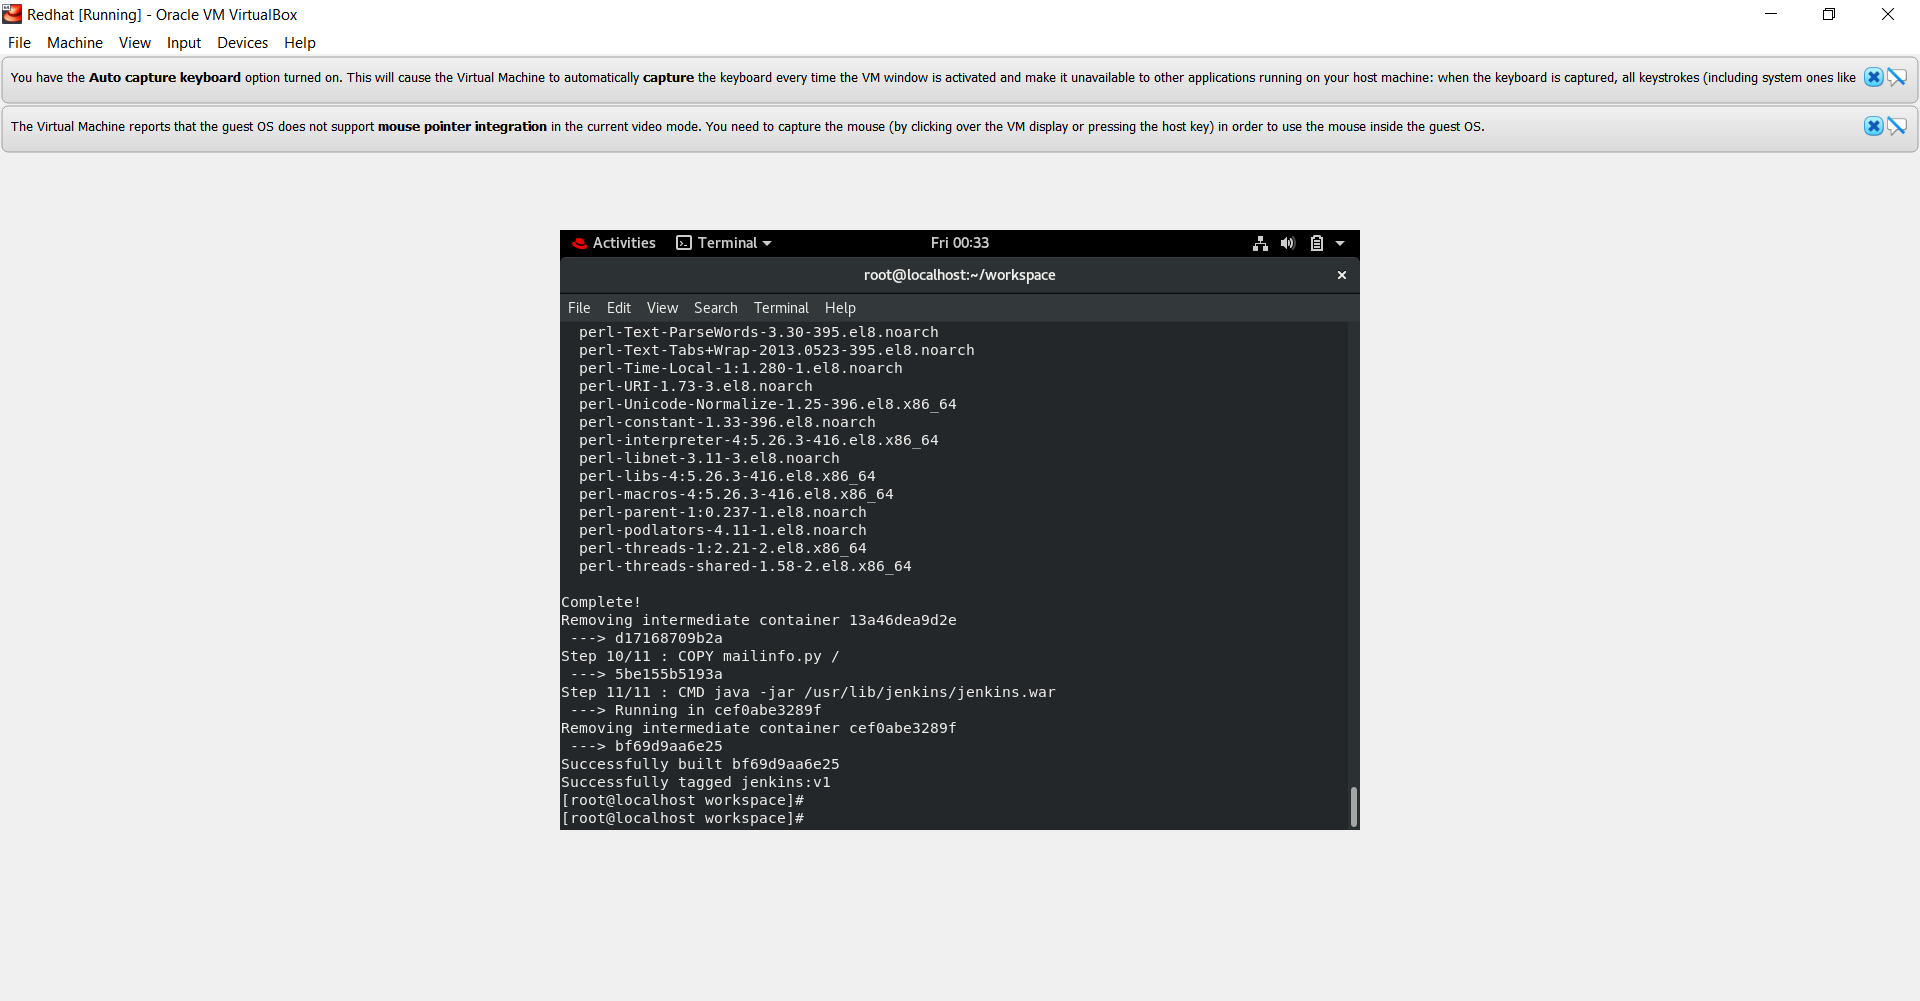 Redhat [Running] - Oracle VM VirtualBox
File Machine View Input Devices Help
You have the Auto capture keyboard option turned on. This will cause the Virtual Machine to automatically capture the keyboard every time the VM window is activated and make it unavailable to other applications running on your host machine: when the keyboard is captured, all keystrokes (including system ones like
The Virtual Machine reports that the guest OS does not support mouse pointer integration in the current video mode. You need to capture the mouse (by clicking over the VM display or pressing the host key) in order to use the mouse inside the guest OS.
Activities Terminal Fri 00:33
root@localhost:~/workspace
File Edit View Search Terminal Help
perl-Text-ParseWords-3.30-395.el8.noarch
perl-Text-Tabs+Wrap-2013.0523-395.el8.noarch
perl-Time-Local-1:1.280-1.el8.noarch
perl-URI-1.73-3.el8.noarch
perl-Unicode-Normalize-1.25-396.el8.x86_64
perl-constant-1.33-396.el8.noarch
perl-interpreter-4:5.26.3-416.el8.x86_64
perl-libnet-3.11-3.el8.noarch
perl-libs-4:5.26.3-416.el8.x86_64
perl-macros-4:5.26.3-416.el8.x86_64
perl-parent-1:0.237-1.el8.noarch
perl-podlators-4.11-1.el8.noarch
perl-threads-1:2.21-2.el8.x86_64
perl-threads-shared-1.58-2.el8.x86_64
Complete!
Removing intermediate container 13a46dea9d2e
---> d17168709b2a
Step 10/11 : COPY mailinfo.py /
---> 5be155b5193a
Step 11/11 : CMD java -jar /usr/lib/jenkins/jenkins.war
---> Running in cef0abe3289f
Removing intermediate container cef0abe3289f
---> bf69d9aa6e25
Successfully built bf69d9aa6e25
Successfully tagged jenkins:v1
[root@localhost workspace]#
[root@localhost workspace]#